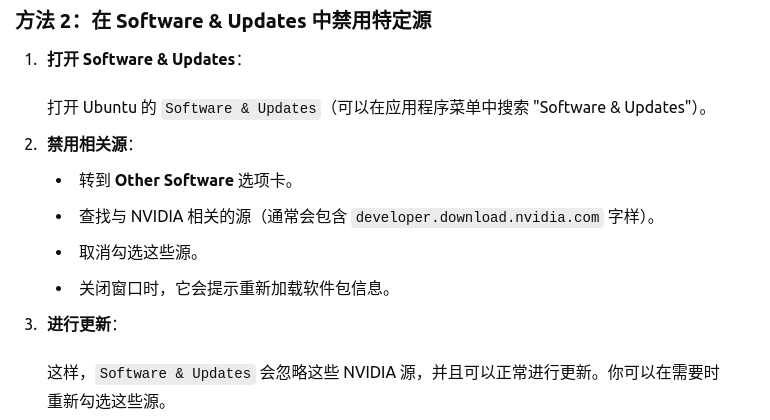 方法 2：在 Software & Updates 中禁用特定源
1. 打开 Software & Updates：
打开 Ubuntu 的 Software & Updates（可以在应用程序菜单中搜索 "Software & Updates"）。
2. 禁用相关源：
• 转到 Other Software 选项卡。
• 查找与 NVIDIA 相关的源（通常会包含 developer.download.nvidia.com 字样）。
• 取消勾选这些源。
• 关闭窗口时，它会提示重新加载软件包信息。
3. 进行更新：
这样，Software & Updates 会忽略这些 NVIDIA 源，并且可以正常进行更新。你可以在需要时
重新勾选这些源。